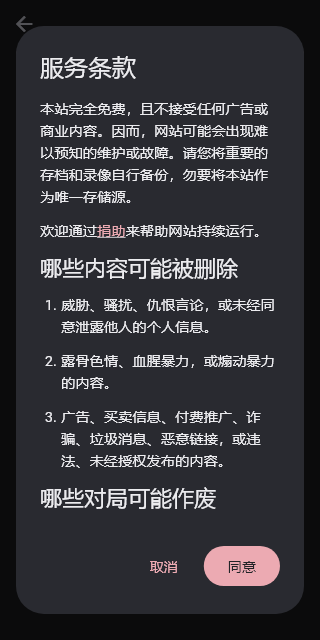 服务条款
本站完全免费，且不接受任何广告或
商业内容。因而，网站可能会出现难
以预知的维护或故障。请您将重要的
存档和录像自行备份，勿要将本站作
为唯一存储源。
欢迎通过捐助来帮助网站持续运行。
哪些内容可能被删除
1. 威胁、骚扰、仇恨言论，或未经同
意泄露他人的个人信息。
2. 露骨色情、血腥暴力，或煽动暴力
的内容。
3. 广告、买卖信息、付费推广、诈
骗、垃圾消息、恶意链接，或违
法、未经授权发布的内容。
哪些对局可能作废
取消 同意